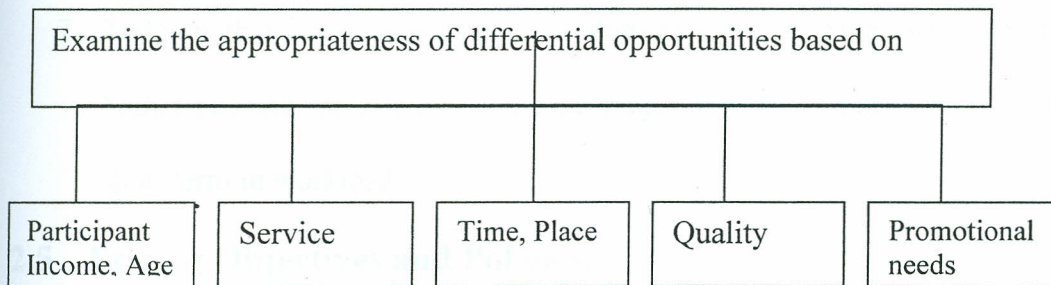 Examine the appropriateness of differential opportunities based on
Participant
Income, Age
Service
Time, Place
Quality
Promotional
needs